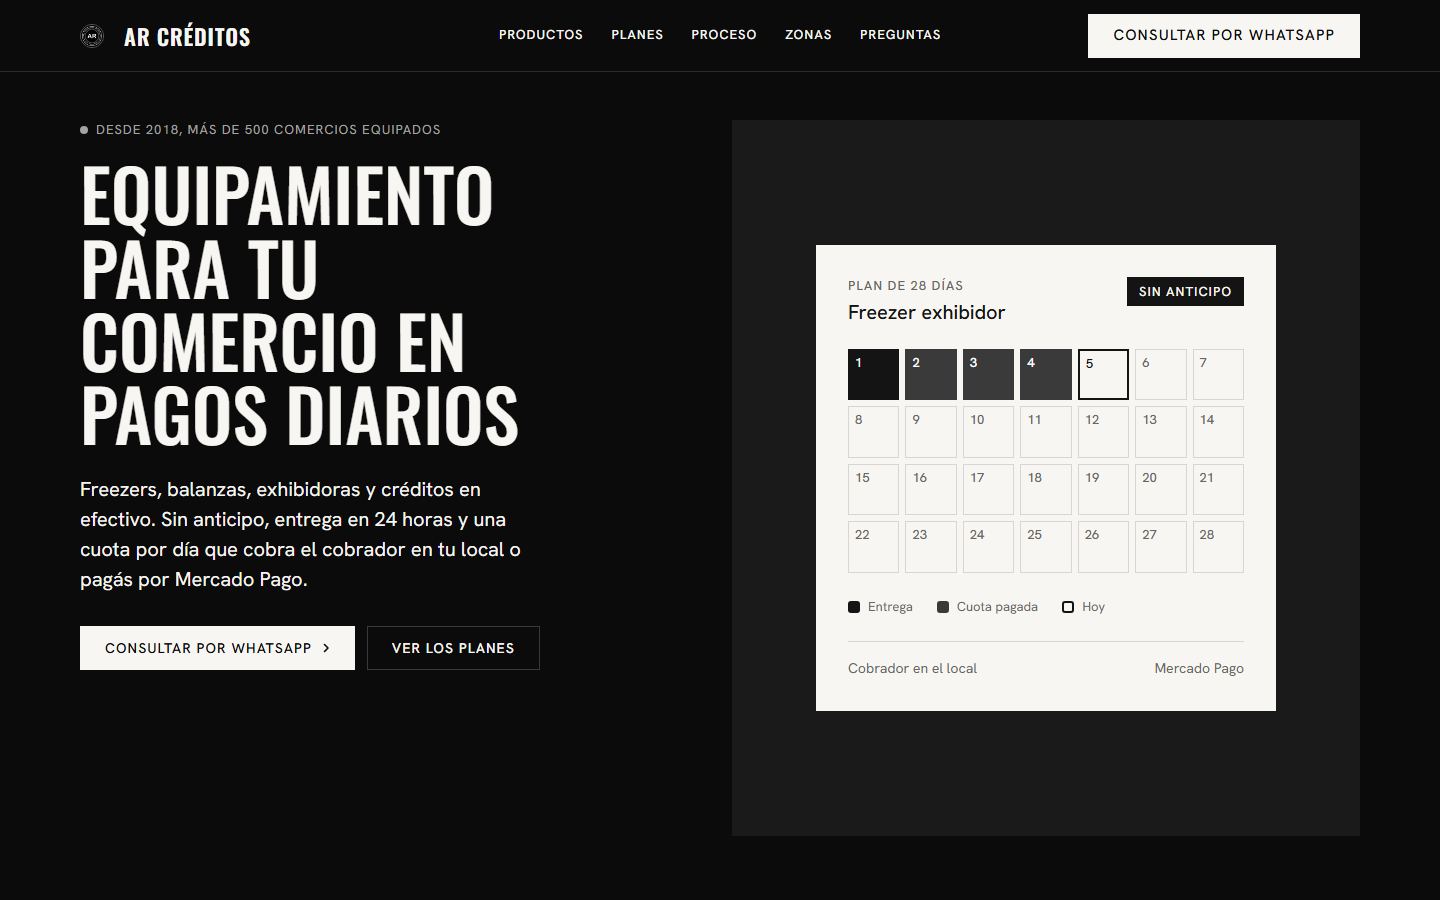 AR
AR CRÉDITOS
PRODUCTOS
PLANES
PROCESO
ZONAS
PREGUNTAS
CONSULTAR POR WHATSAPP
DESDE 2018, MÁS DE 500 COMERCIOS EQUIPADOS
EQUIPAMIENTO
PARA TU
COMERCIO EN
PAGOS DIARIOS
Freezers, balanzas, exhibidoras y créditos en
efectivo. Sin anticipo, entrega en 24 horas y una
cuota por día que cobra el cobrador en tu local o
pagás por Mercado Pago.
CONSULTAR POR WHATSAPP
VER LOS PLANES
PLAN DE 28 DÍAS
Freezer exhibidor
SIN ANTICIPO
1 2 3 4 5 6 7
8 9 10 11 12 13 14
15 16 17 18 19 20 21
22 23 24 25 26 27 28
Entrega
Cuota pagada
Hoy
Cobrador en el local
Mercado Pago